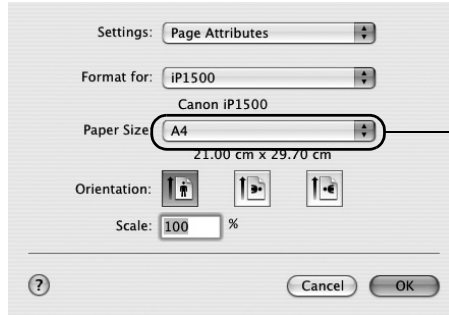 Settings: Page Attributes
Format for: iP1500
Canon iP1500
Paper Size: A4
21.00 cm x 29.70 cm
Orientation:
Scale: 100 %
? Cancel OK